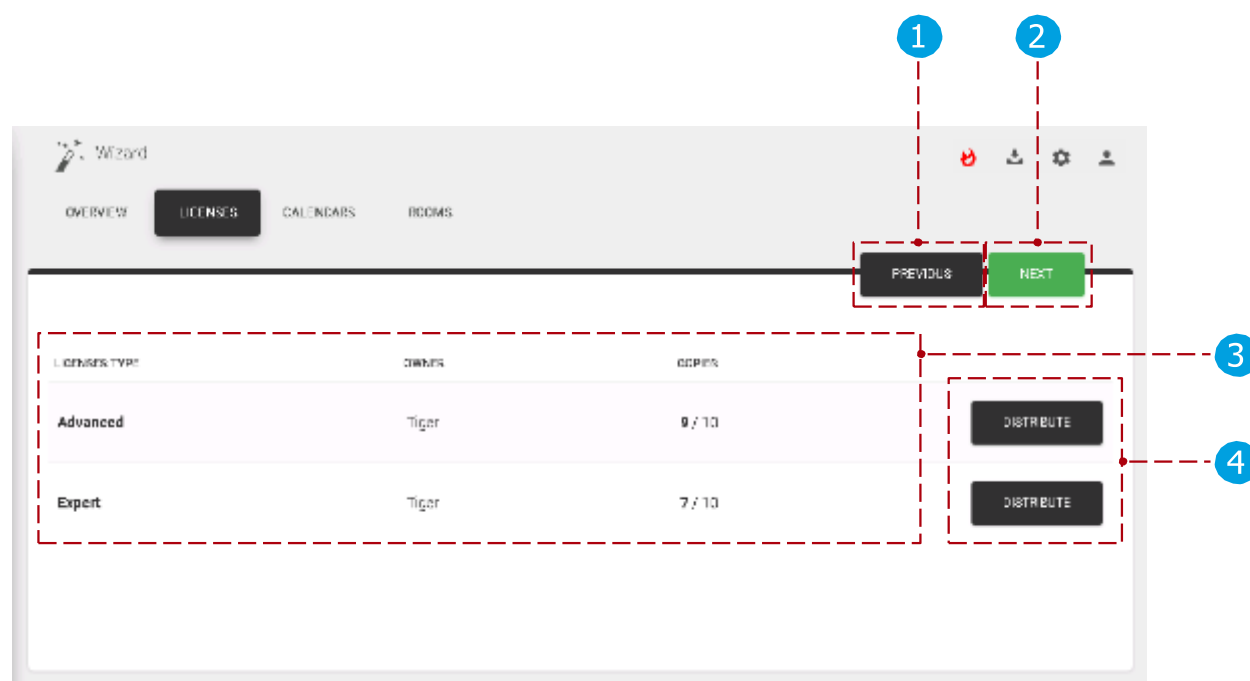 1 2
Wizard
OVERVIEW LICENSES CALENDARS ROOMS
PREVIOUS NEXT
3
LICENSES TYPE OWNER COPIES
Advanced Tiger 9 / 10 DISTRIBUTE
4
Expert Tiger 7 / 10 DISTRIBUTE